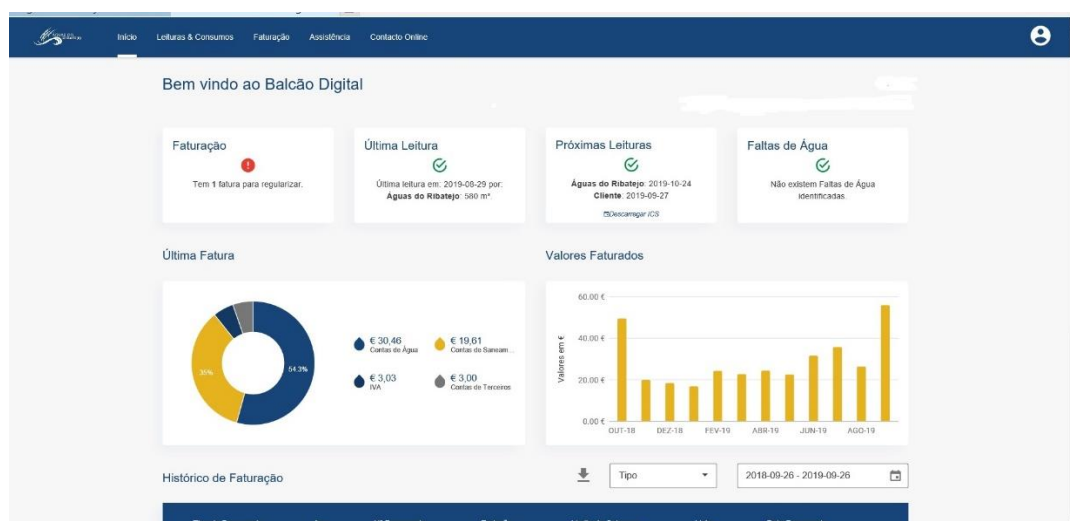 Início Leituras & Consumos Faturação Assistência Contacto Online
Bem vindo ao Balcão Digital
Faturação
Tem 1 fatura para regularizar.
Última Leitura
Última leitura em: 2019-08-29 por:
Águas do Ribatejo: 580 m³
Próximas Leituras
Águas do Ribatejo: 2019-10-24
Cliente: 2019-09-27
Descarregar ICS
Faltas de Água
Não existem Faltas de Água
identificadas
Última Fatura
54.3%
35%
€ 30,46
Contas de Água
€ 19,61
Contas de Saneam...
€ 3,03
IVA
€ 3,00
Contas de Terceiros
Valores Faturados
Valores em €
60.00 €
40.00 €
20.00 €
0.00 €
OUT-18 DEZ-18 FEV-19 ABR-19 JUN-19 AGO-19
Histórico de Faturação
Tipo
2018-09-26 - 2019-09-26